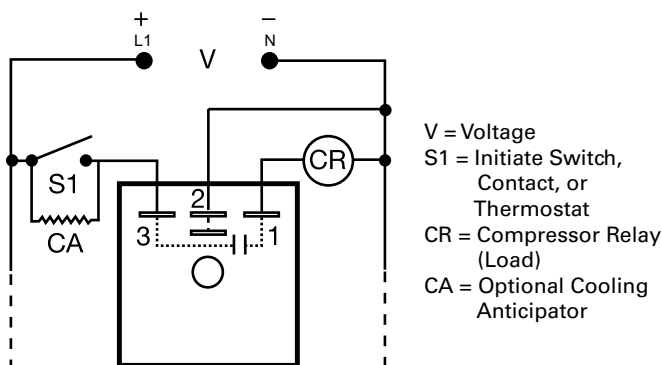 + −
L1 N
V
S1
CA
CR
2
3 1
V = Voltage
S1 = Initiate Switch,
Contact, or
Thermostat
CR = Compressor Relay
(Load)
CA = Optional Cooling
Anticipator